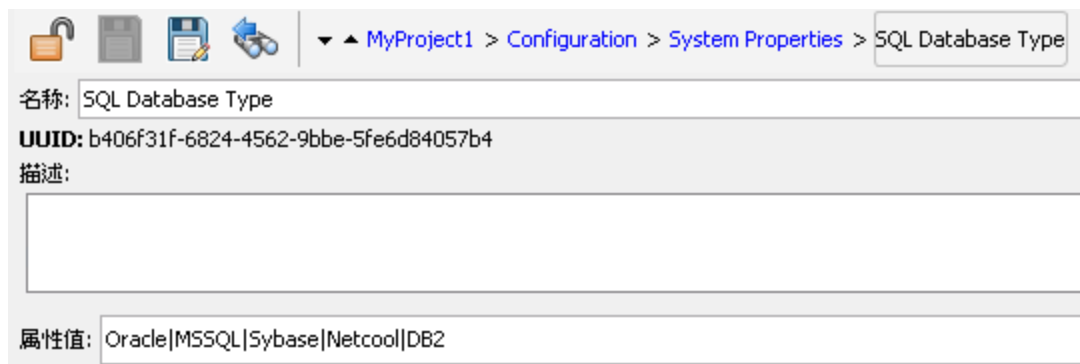 MyProject1 > Configuration > System Properties > SQL Database Type
名称: SQL Database Type
UUID: b406f31f-6824-4562-9bbe-5fe6d84057b4
描述:
属性值: Oracle|MSSQL|Sybase|Netcool|DB2